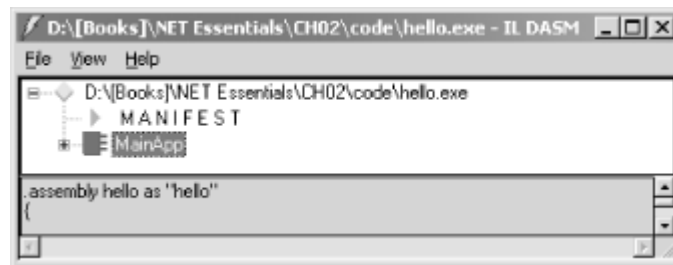 D:\[Books]\NET Essentials\CH02\code\hello.exe - IL DASM
File View Help
D:\[Books]\NET Essentials\CH02\code\hello.exe
MANIFEST
MainApp
.assembly hello as "hello"
{